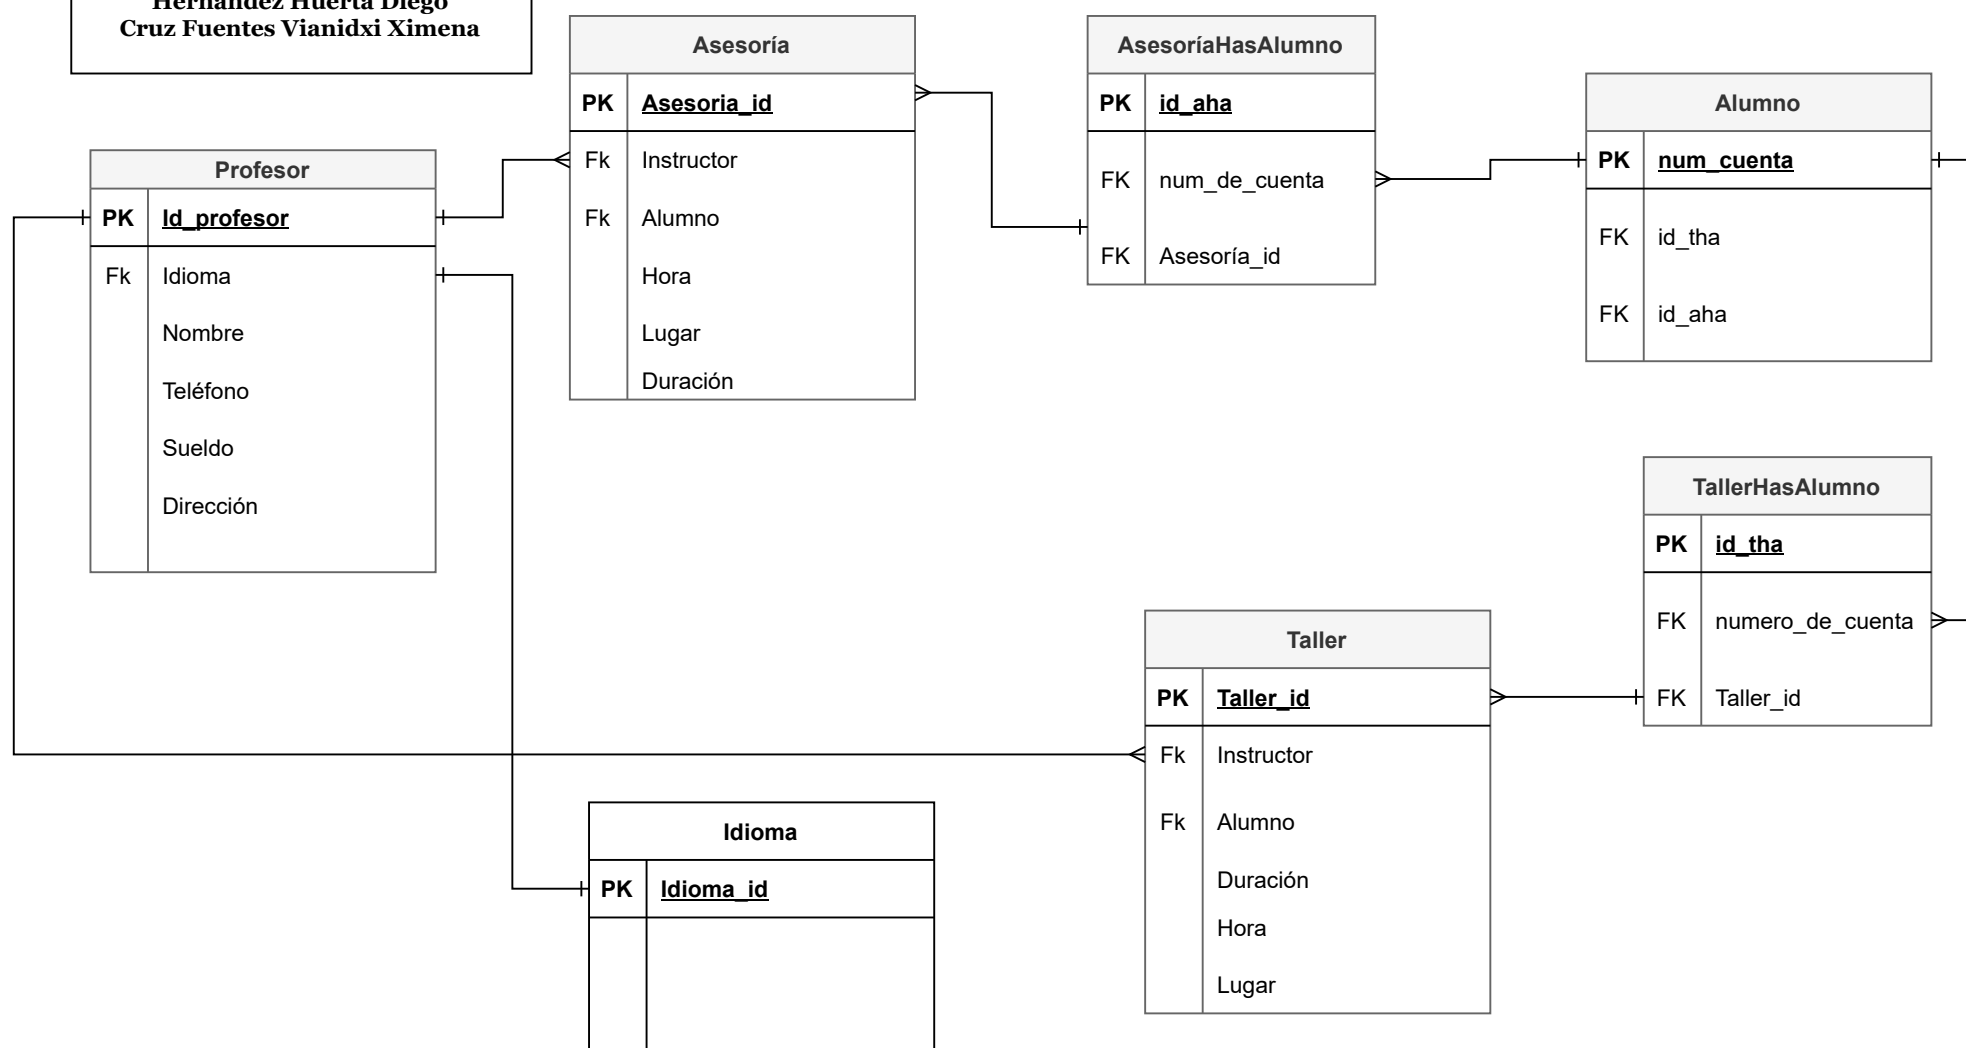 Hernández Huerta Diego
Cruz Fuentes Vianidxi Ximena
Asesoría
PK Asesoria_id
Fk Instructor
Fk Alumno
Hora
Lugar
Duración
AsesoríaHasAlumno
PK id_aha
FK num_de_cuenta
FK Asesoría_id
Alumno
PK num_cuenta
FK id_tha
FK id_aha
Profesor
PK Id_profesor
Fk Idioma
Nombre
Teléfono
Sueldo
Dirección
TallerHasAlumno
PK id_tha
FK numero_de_cuenta
FK Taller_id
Taller
PK Taller_id
Fk Instructor
Fk Alumno
Duración
Hora
Lugar
Idioma
PK Idioma_id